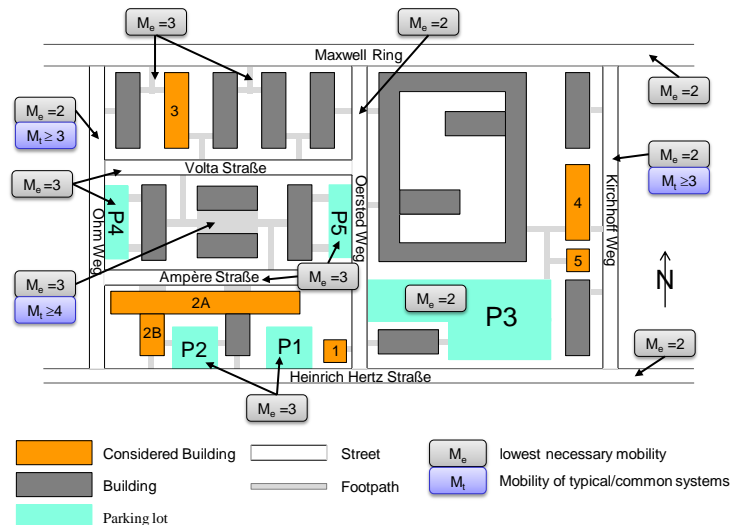 Mₑ =3
Mₑ =2
Maxwell Ring
Mₑ =2
3
Mₑ =2
Mₜ ≥ 3
Mₑ =2
Mₜ ≥3
Volta Straße
Mₑ =3
P4
Ohm Weg
P5
Oersted Weg
4
Kirchhoff Weg
5
N
Mₑ =3
Mₜ ≥4
Ampère Straße
Mₑ =3
Mₑ =2
2A
2B
P2
P1
1
P3
Mₑ =2
Heinrich Hertz Straße
Mₑ =3
Considered Building
Street
Mₑ
lowest necessary mobility
Building
Footpath
Mₜ
Mobility of typical/common systems
Parking lot